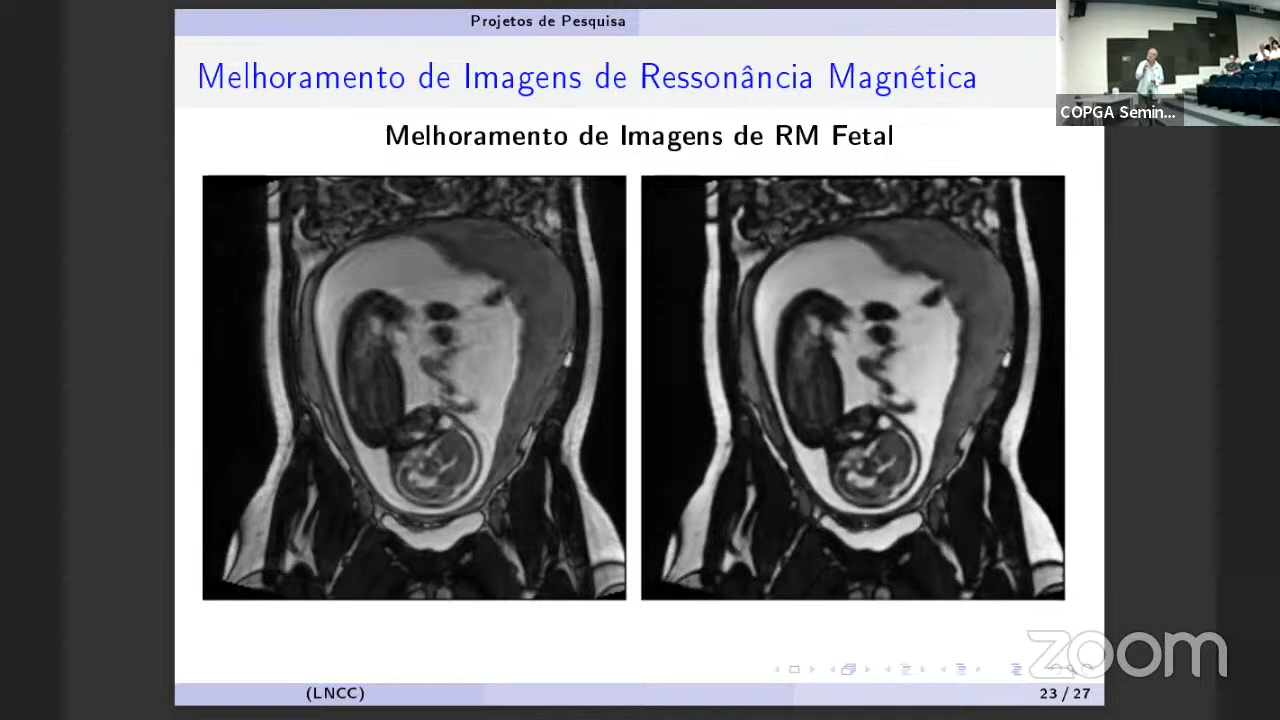 Projetos de Pesquisa
Melhoramento de Imagens de Ressonância Magnética
COPGA Semin...
Melhoramento de Imagens de RM Fetal
zoom
(LNCC)
23 / 27